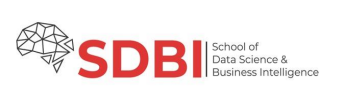 SDBI
School of
Data Science &
Business Intelligence